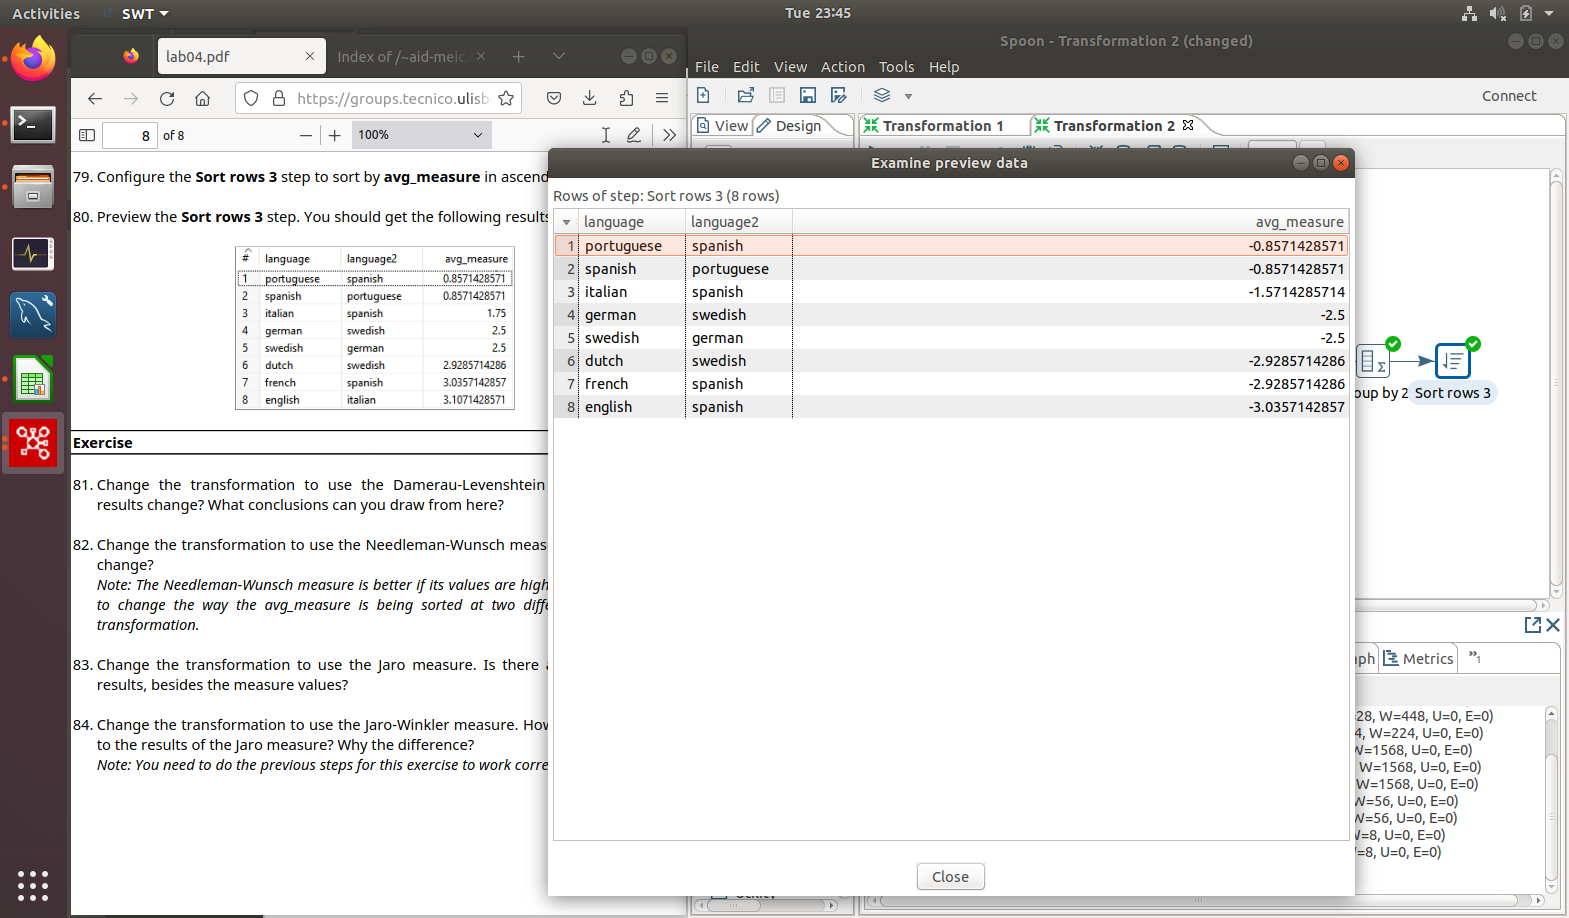 Activities
SWT
Tue 23:45
lab04.pdf
Index of /~aid-meic.
https://groups.tecnico.ulisb
8
of 8
100%
79. Configure the Sort rows 3 step to sort by avg_measure in ascend
80. Preview the Sort rows 3 step. You should get the following results
# language language2 avg_measure
1 portuguese spanish 0.8571428571
2 spanish portuguese 0.8571428571
3 italian spanish 1.75
4 german swedish 2.5
5 swedish german 2.5
6 dutch swedish 2.9285714286
7 french spanish 3.0357142857
8 english italian 3.1071428571
Exercise
81. Change the transformation to use the Damerau-Levenshtein
results change? What conclusions can you draw from here?
82. Change the transformation to use the Needleman-Wunsch meas
change?
Note: The Needleman-Wunsch measure is better if its values are high
to change the way the avg_measure is being sorted at two diffe
transformation.
83. Change the transformation to use the Jaro measure. Is there a
results, besides the measure values?
84. Change the transformation to use the Jaro-Winkler measure. How
to the results of the Jaro measure? Why the difference?
Note: You need to do the previous steps for this exercise to work corre
Spoon - Transformation 2 (changed)
File Edit View Action Tools Help
Connect
View
Design
Transformation 1
Transformation 2
Examine preview data
Rows of step: Sort rows 3 (8 rows)
language language2 avg_measure
1 portuguese spanish -0.8571428571
2 spanish portuguese -0.8571428571
3 italian spanish -1.5714285714
4 german swedish -2.5
5 swedish german -2.5
6 dutch swedish -2.9285714286
7 french spanish -2.9285714286
8 english spanish -3.0357142857
Close
oup by 2
Sort rows 3
ph
Metrics
»1
=28, W=448, U=0, E=0)
4, W=224, U=0, E=0)
W=1568, U=0, E=0)
W=1568, U=0, E=0)
W=1568, U=0, E=0)
W=56, U=0, E=0)
W=56, U=0, E=0)
W=8, U=0, E=0)
=8, U=0, E=0)